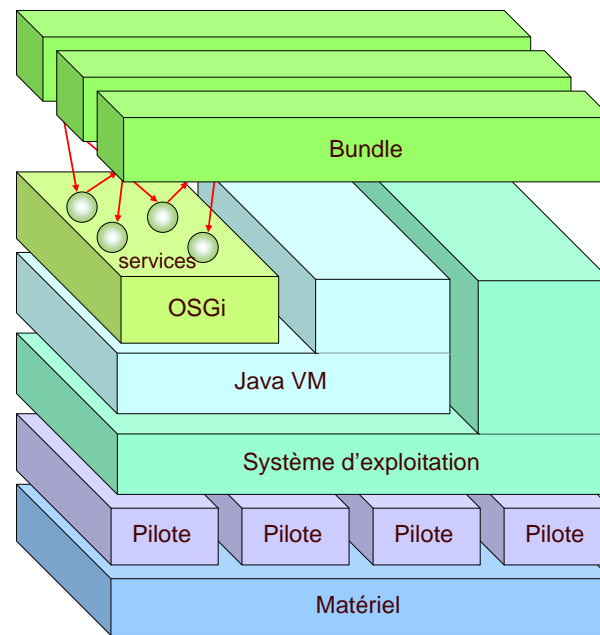 Bundle
services
OSGi
Java VM
Système d'exploitation
Pilote Pilote Pilote Pilote
Matériel